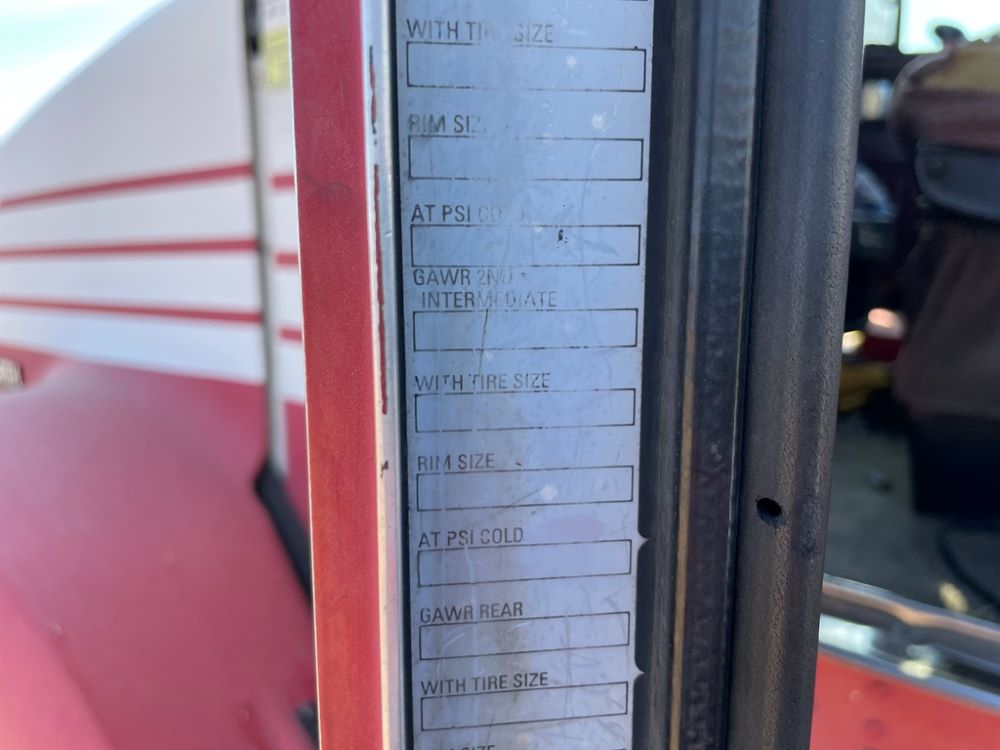 WITH TIRE SIZE
RIM SIZE
AT PSI COLD
GAWR 2ND
INTERMEDIATE
WITH TIRE SIZE
RIM SIZE
AT PSI COLD
GAWR REAR
WITH TIRE SIZE
SIZE